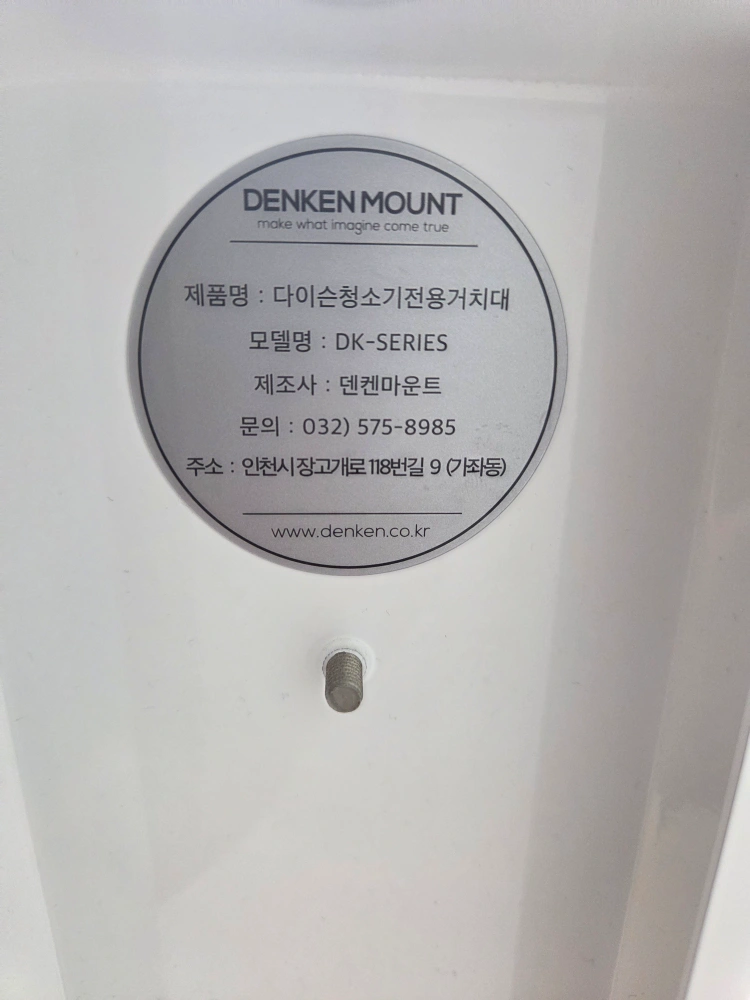 DENKEN MOUNT
make what imagine come true
제품명 : 다이슨청소기전용거치대
모델명 : DK-SERIES
제조사 : 덴켄마운트
문의 : 032) 575-8985
주소 : 인천시 장고개로 118번길 9 (가좌동)
www.denken.co.kr